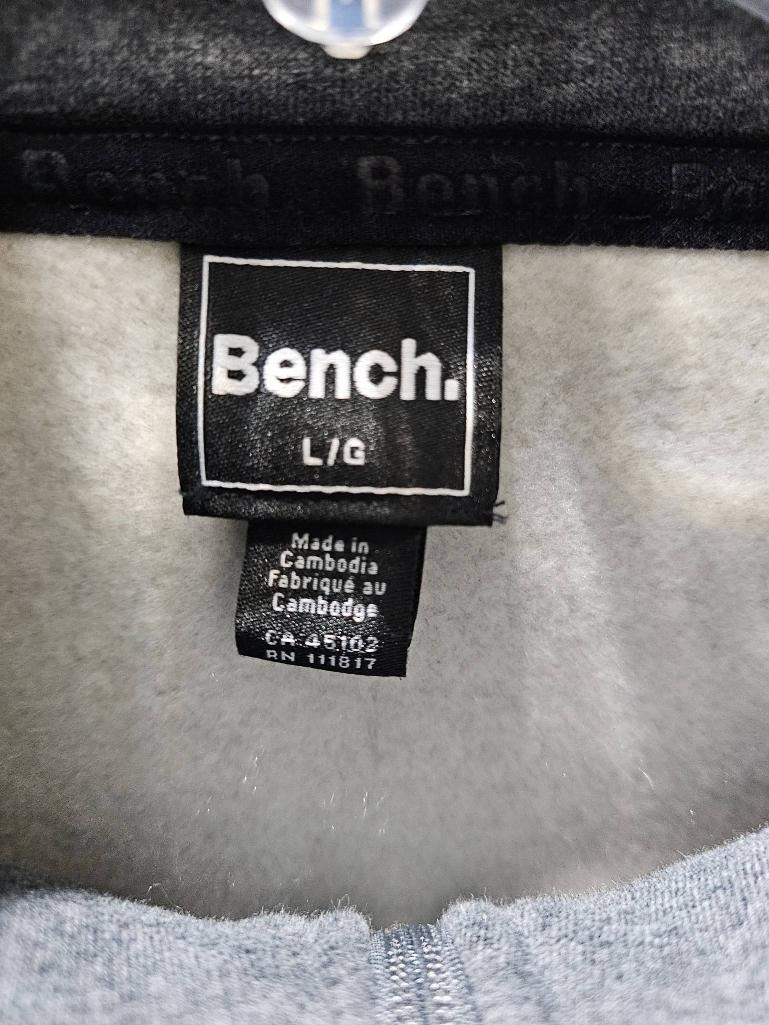 Bench. Bench
Bench.
L/G
Made in
Cambodia
Fabriqué au
Cambodge
CA 45102
RN 111817